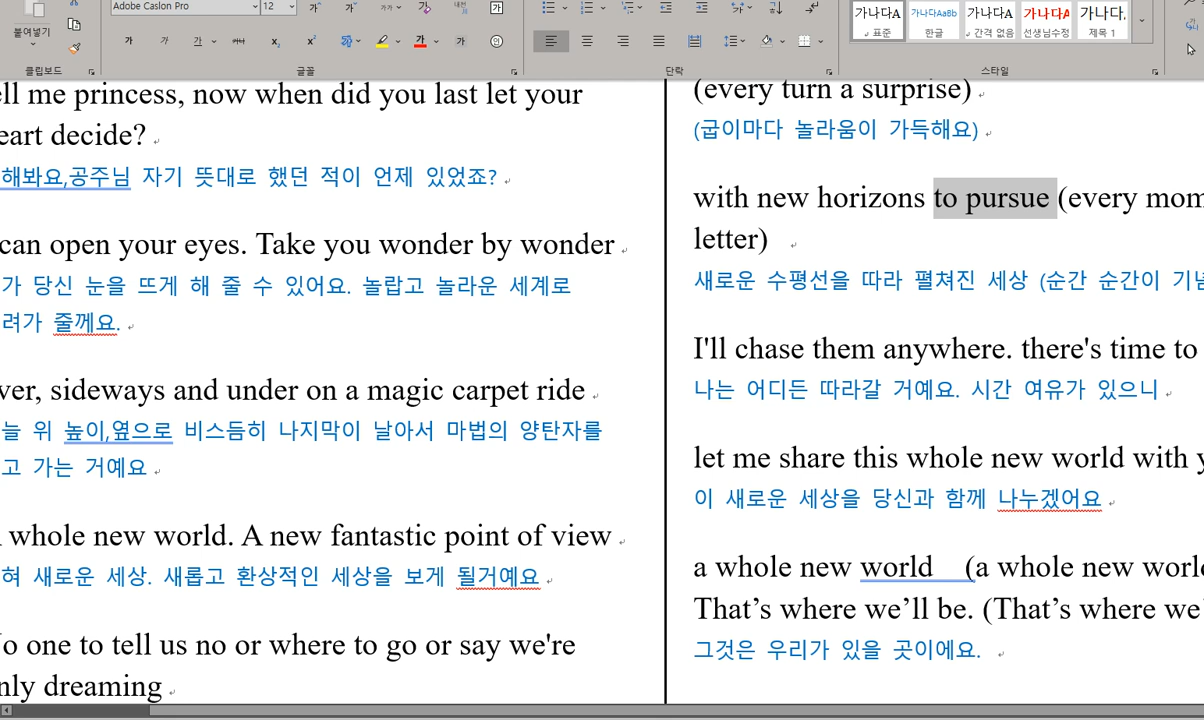 Adobe Caslon Pro 12
가나다A 가나다AaBb 가나다A 가나다A 가나다.
붙여넣기
표준 한글 간격 없음 선생님수정 제목 1
클립보드 글꼴 단락 스타일
ell me princess, now when did you last let your
eart decide?
해봐요,공주님 자기 뜻대로 했던 적이 언제 있었죠?
can open your eyes. Take you wonder by wonder
가 당신 눈을 뜨게 해 줄 수 있어요. 놀랍고 놀라운 세계로
려가 줄께요.
ver, sideways and under on a magic carpet ride
늘 위 높이,옆으로 비스듬히 나지막이 날아서 마법의 양탄자를
고 가는 거예요
whole new world. A new fantastic point of view
혀 새로운 세상. 새롭고 환상적인 세상을 보게 될거예요
No one to tell us no or where to go or say we're
nly dreaming
(every turn a surprise)
(굽이마다 놀라움이 가득해요)
with new horizons to pursue (every mom
letter)
새로운 수평선을 따라 펼쳐진 세상 (순간 순간이 기념
I'll chase them anywhere. there's time to
나는 어디든 따라갈 거예요. 시간 여유가 있으니
let me share this whole new world with y
이 새로운 세상을 당신과 함께 나누겠어요
a whole new world (a whole new world
That’s where we’ll be. (That’s where we’
그것은 우리가 있을 곳이에요.